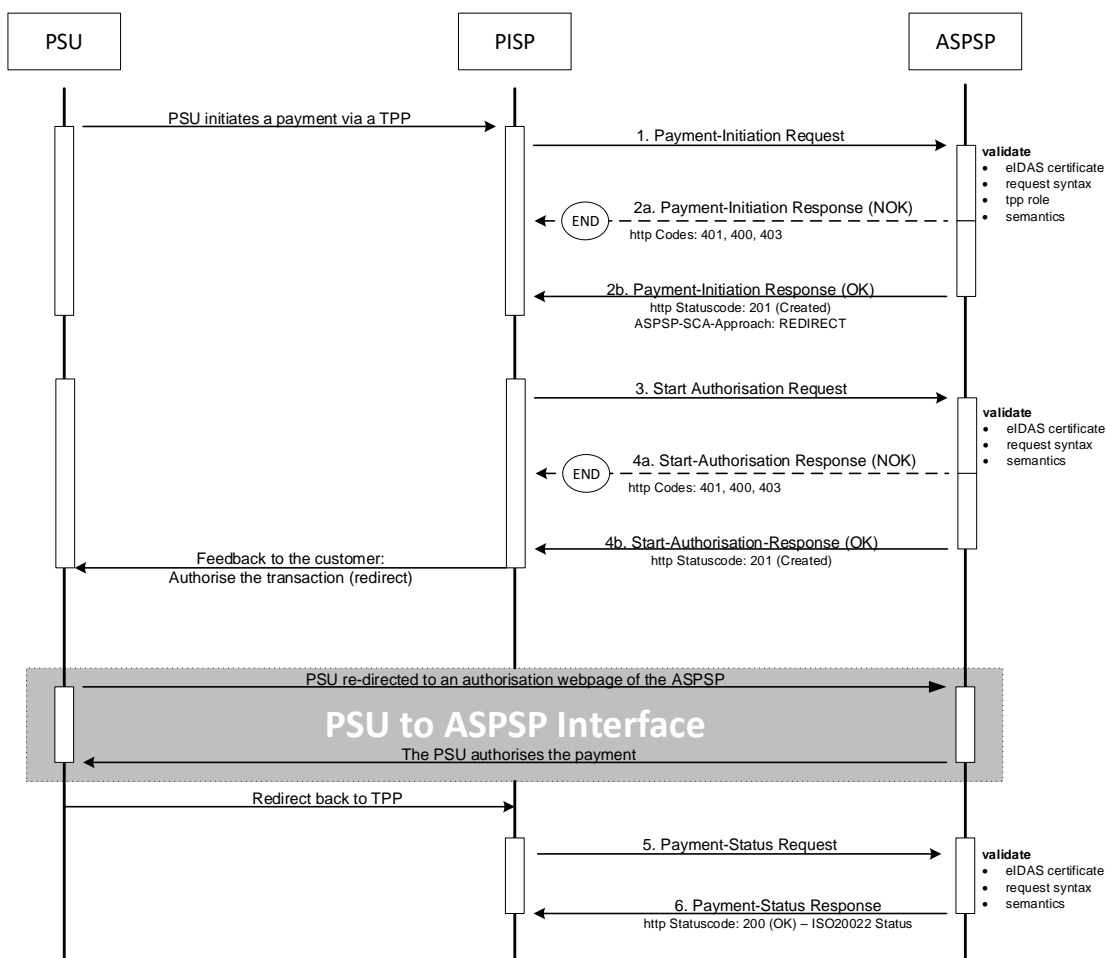 PSU
PISP
ASPSP
PSU initiates a payment via a TPP
1. Payment-Initiation Request
validate
• eIDAS certificate
• request syntax
• tpp role
• semantics
END
2a. Payment-Initiation Response (NOK)
http Codes: 401, 400, 403
2b. Payment-Initiation Response (OK)
http Statuscode: 201 (Created)
ASPSP-SCA-Approach: REDIRECT
3. Start Authorisation Request
validate
• eIDAS certificate
• request syntax
• semantics
END
4a. Start-Authorisation Response (NOK)
http Codes: 401, 400, 403
4b. Start-Authorisation-Response (OK)
http Statuscode: 201 (Created)
Feedback to the customer:
Authorise the transaction (redirect)
PSU re-directed to an authorisation webpage of the ASPSP
PSU to ASPSP Interface
The PSU authorises the payment
Redirect back to TPP
5. Payment-Status Request
validate
• eIDAS certificate
• request syntax
• semantics
6. Payment-Status Response
http Statuscode: 200 (OK) – ISO20022 Status